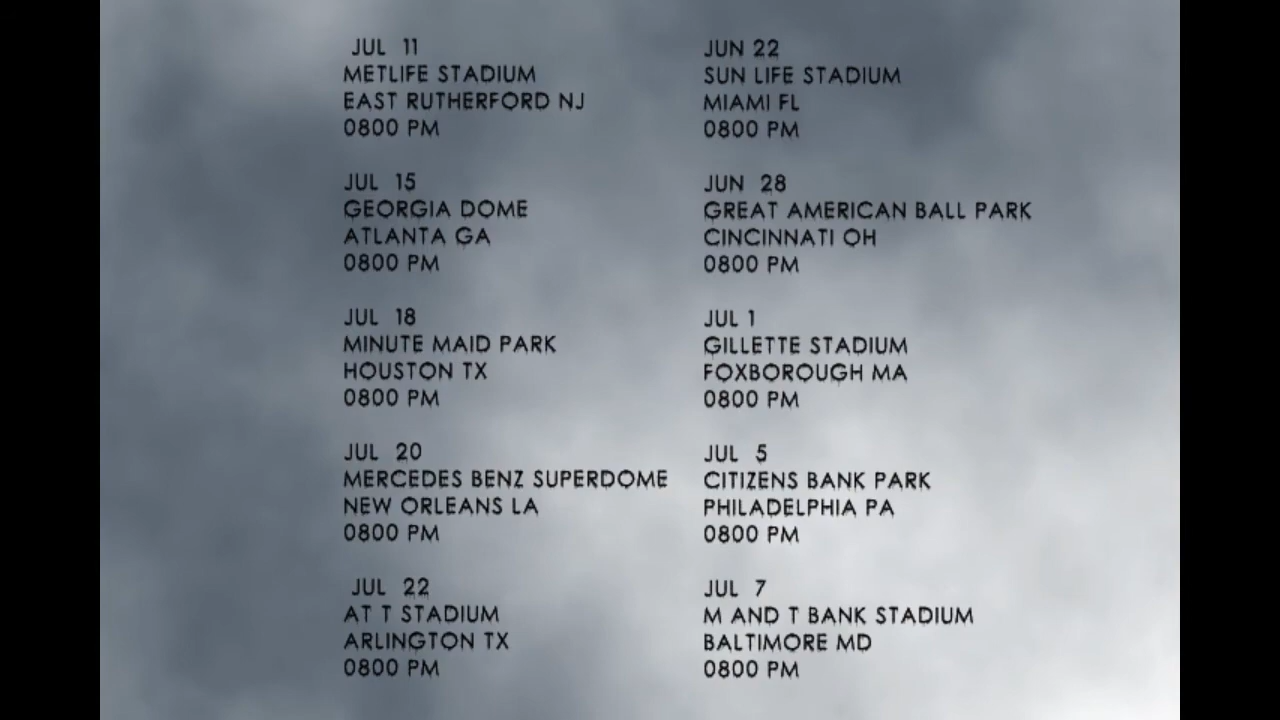 JUL 11
METLIFE STADIUM
EAST RUTHERFORD NJ
0800 PM
JUL 15
GEORGIA DOME
ATLANTA GA
0800 PM
JUL 18
MINUTE MAID PARK
HOUSTON TX
0800 PM
JUL 20
MERCEDES BENZ SUPERDOME
NEW ORLEANS LA
0800 PM
JUL 22
AT T STADIUM
ARLINGTON TX
0800 PM
JUN 22
SUN LIFE STADIUM
MIAMI FL
0800 PM
JUN 28
GREAT AMERICAN BALL PARK
CINCINNATI OH
0800 PM
JUL 1
GILLETTE STADIUM
FOXBOROUGH MA
0800 PM
JUL 5
CITIZENS BANK PARK
PHILADELPHIA PA
0800 PM
JUL 7
M AND T BANK STADIUM
BALTIMORE MD
0800 PM